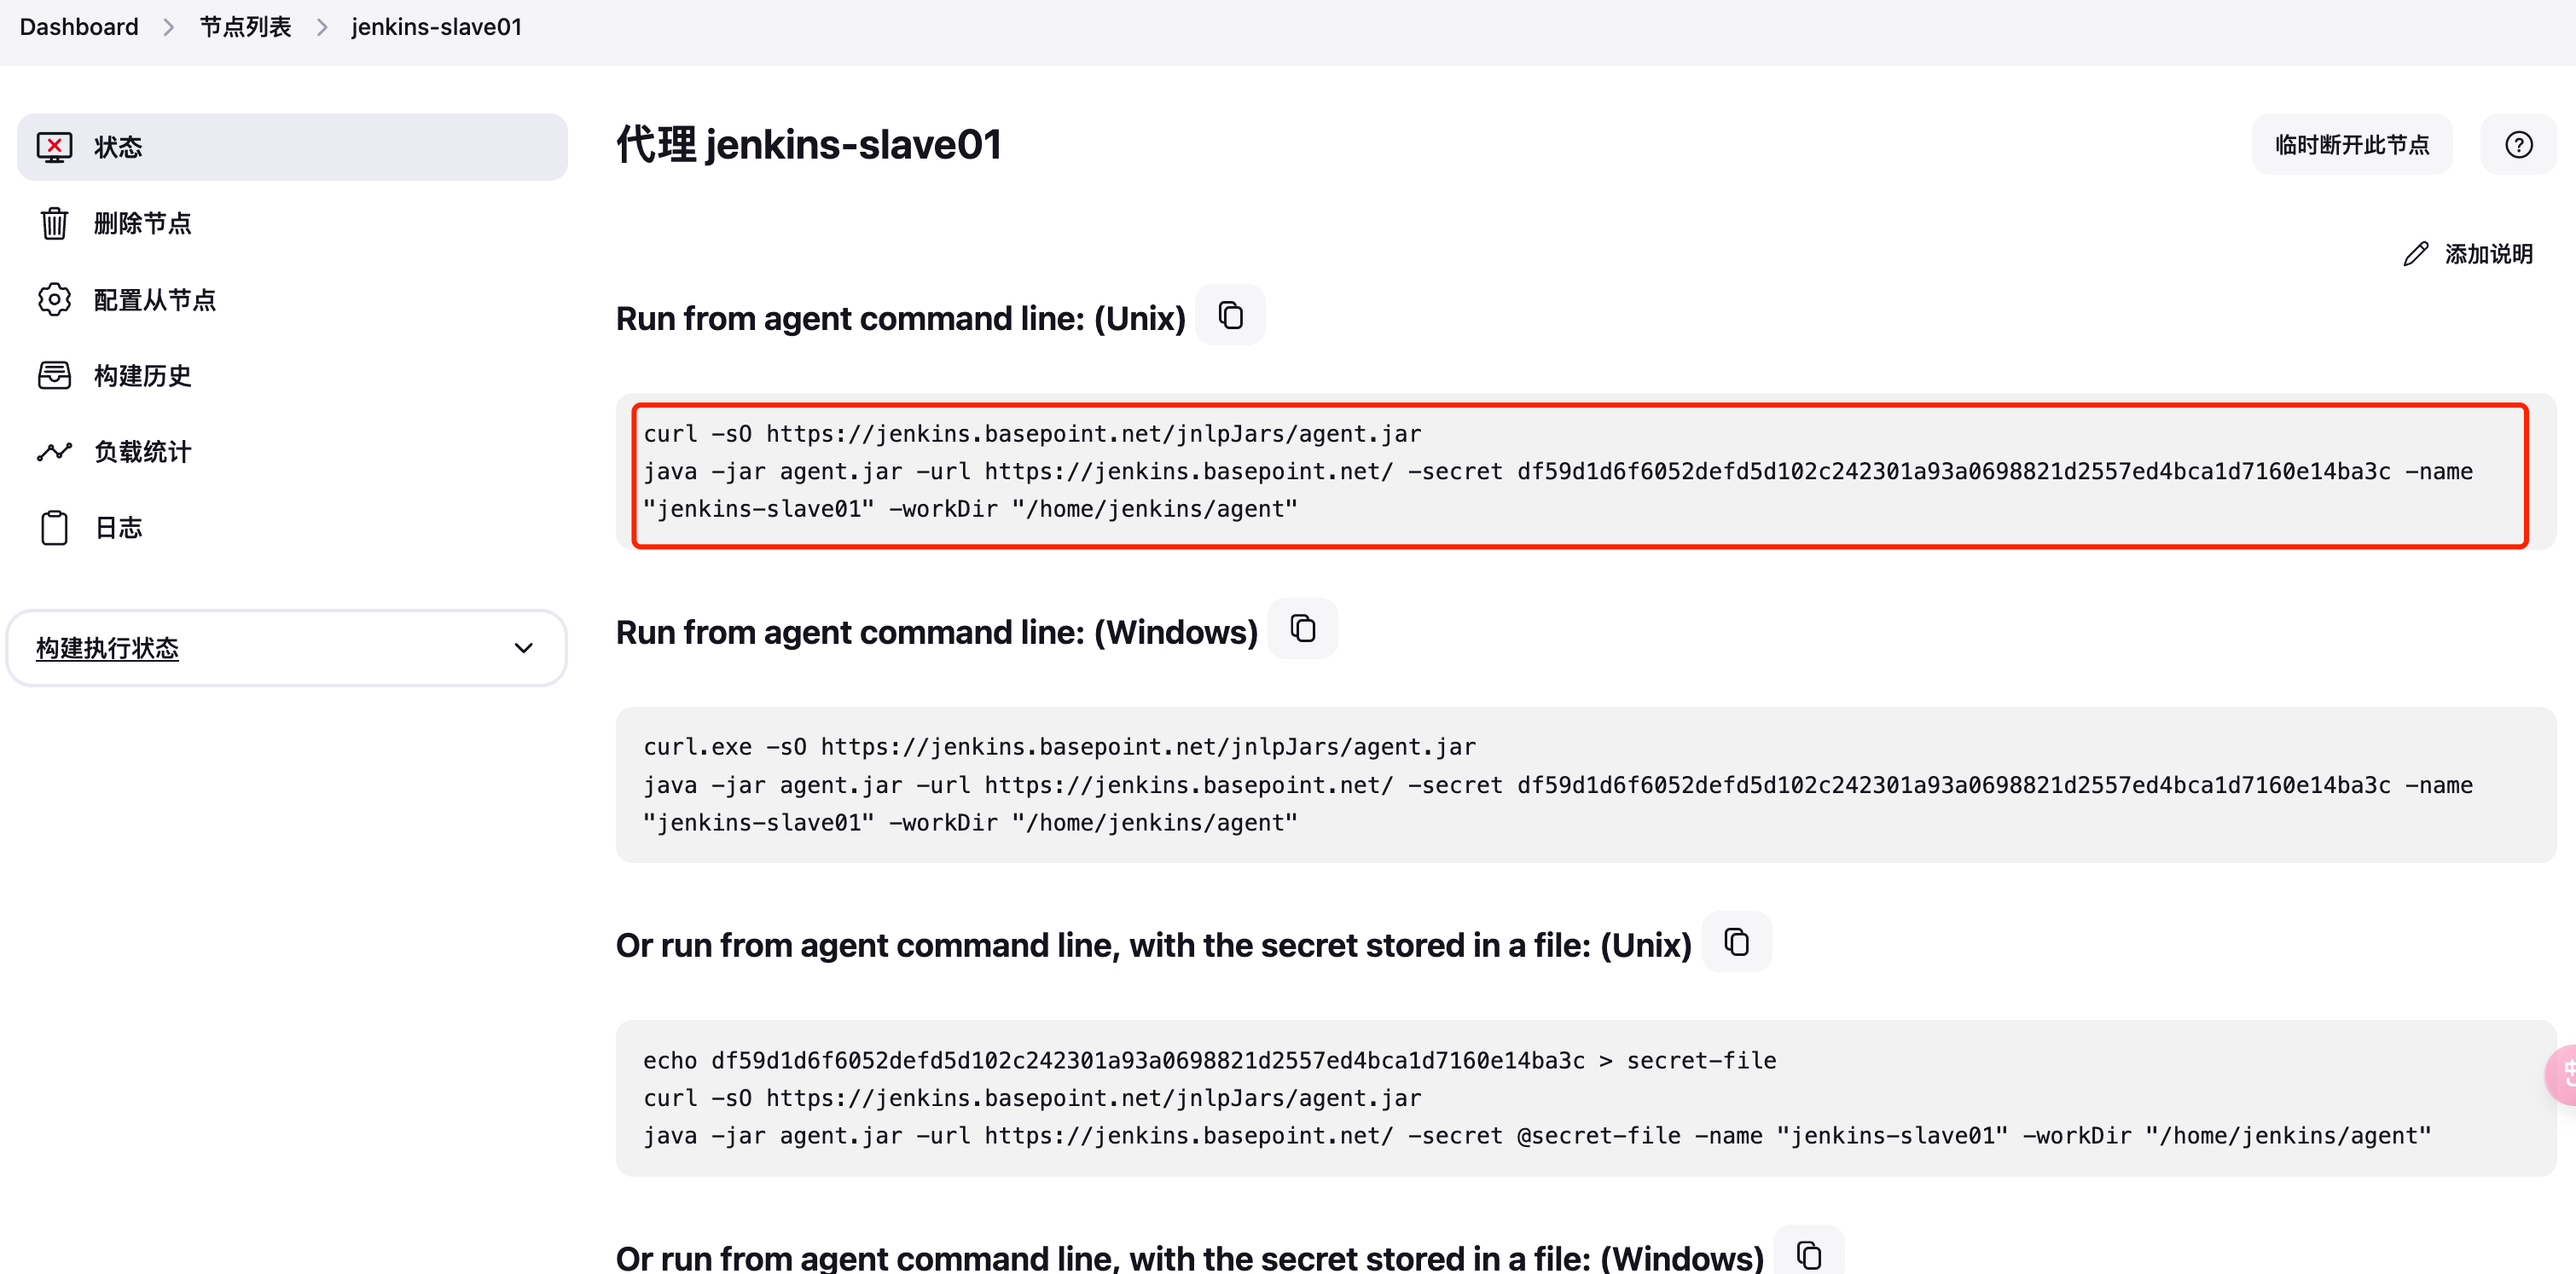 Dashboard > 节点列表 > jenkins-slave01
状态
删除节点
配置从节点
构建历史
负载统计
日志
构建执行状态
代理 jenkins-slave01
临时断开此节点
添加说明
Run from agent command line: (Unix)
curl -sO https://jenkins.basepoint.net/jnlpJars/agent.jar
java -jar agent.jar -url https://jenkins.basepoint.net/ -secret df59d1d6f6052defd5d102c242301a93a0698821d2557ed4bca1d7160e14ba3c -name
"jenkins-slave01" -workDir "/home/jenkins/agent"
Run from agent command line: (Windows)
curl.exe -sO https://jenkins.basepoint.net/jnlpJars/agent.jar
java -jar agent.jar -url https://jenkins.basepoint.net/ -secret df59d1d6f6052defd5d102c242301a93a0698821d2557ed4bca1d7160e14ba3c -name
"jenkins-slave01" -workDir "/home/jenkins/agent"
Or run from agent command line, with the secret stored in a file: (Unix)
echo df59d1d6f6052defd5d102c242301a93a0698821d2557ed4bca1d7160e14ba3c > secret-file
curl -sO https://jenkins.basepoint.net/jnlpJars/agent.jar
java -jar agent.jar -url https://jenkins.basepoint.net/ -secret @secret-file -name "jenkins-slave01" -workDir "/home/jenkins/agent"
Or run from agent command line, with the secret stored in a file: (Windows)